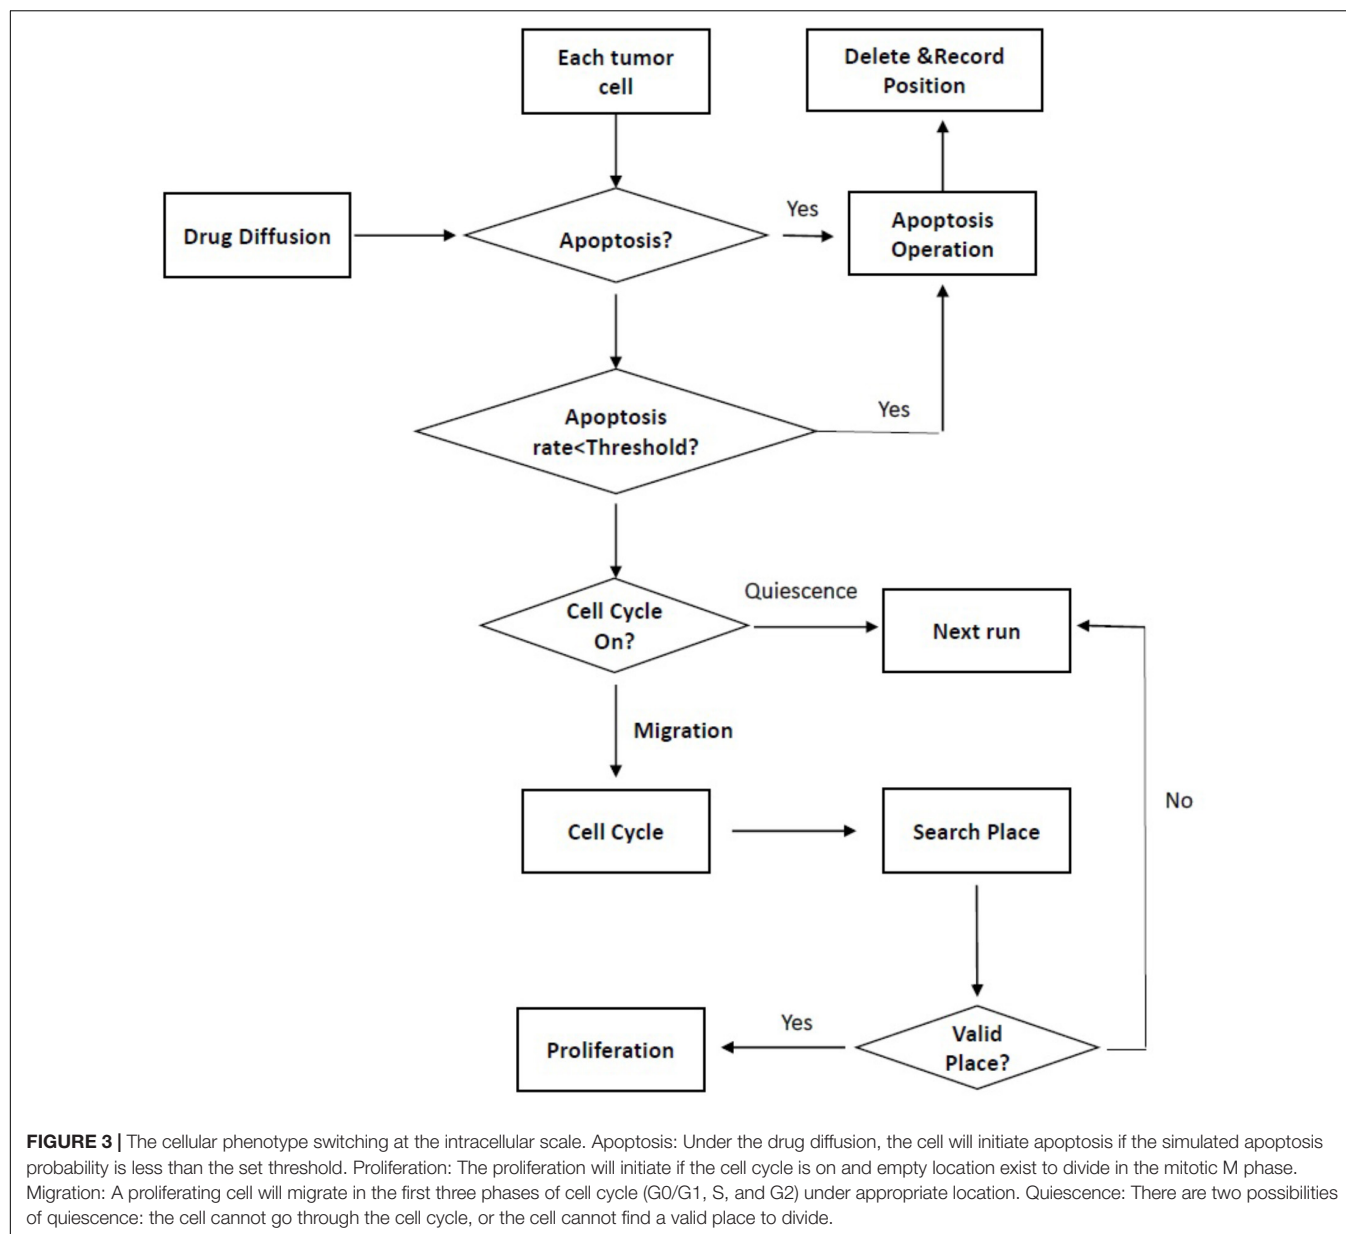 Each tumor
cell
Delete &Record
Position
Drug Diffusion
Apoptosis?
Yes
Apoptosis
Operation
Apoptosis
rate<Threshold?
Yes
Cell Cycle
On?
Quiescence
Next run
Migration
Cell Cycle
Search Place
No
Proliferation
Yes
Valid
Place?
FIGURE 3 | The cellular phenotype switching at the intracellular scale. Apoptosis: Under the drug diffusion, the cell will initiate apoptosis if the simulated apoptosis
probability is less than the set threshold. Proliferation: The proliferation will initiate if the cell cycle is on and empty location exist to divide in the mitotic M phase.
Migration: A proliferating cell will migrate in the first three phases of cell cycle (G0/G1, S, and G2) under appropriate location. Quiescence: There are two possibilities
of quiescence: the cell cannot go through the cell cycle, or the cell cannot find a valid place to divide.